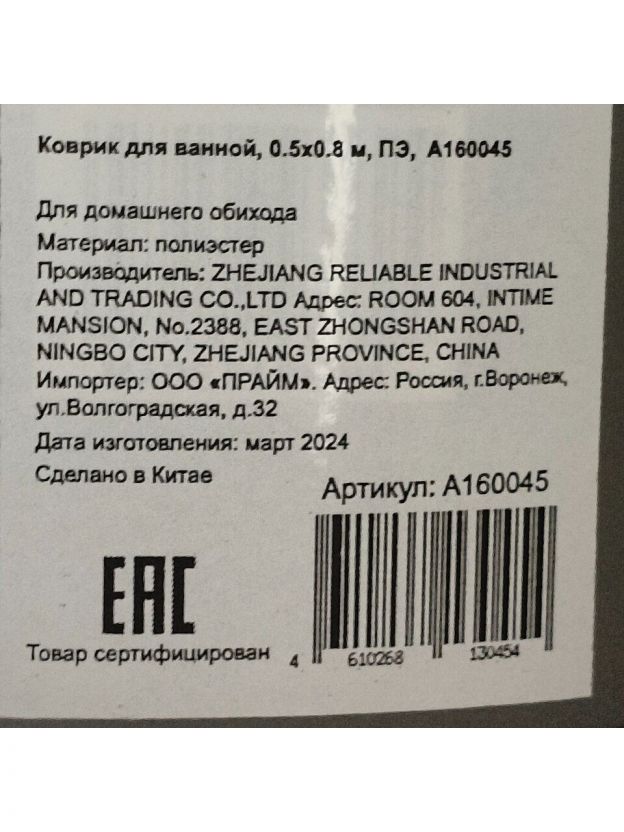 Коврик для ванной, 0.5х0.8 м, ПЭ, А160045
Для домашнего обихода
Материал: полиэстер
Производитель: ZHEJIANG RELIABLE INDUSTRIAL
AND TRADING CO.,LTD Адрес: ROOM 604, INTIME
MANSION, No.2388, EAST ZHONGSHAN ROAD,
NINGBO CITY, ZHEJIANG PROVINCE, CHINA
Импортер: ООО «ПРАЙМ». Адрес: Россия, г.Воронеж,
ул.Волгоградская, д.32
Дата изготовления: март 2024
Сделано в Китае
Артикул: А160045
EAC
Товар сертифицирован
4 610268 130454